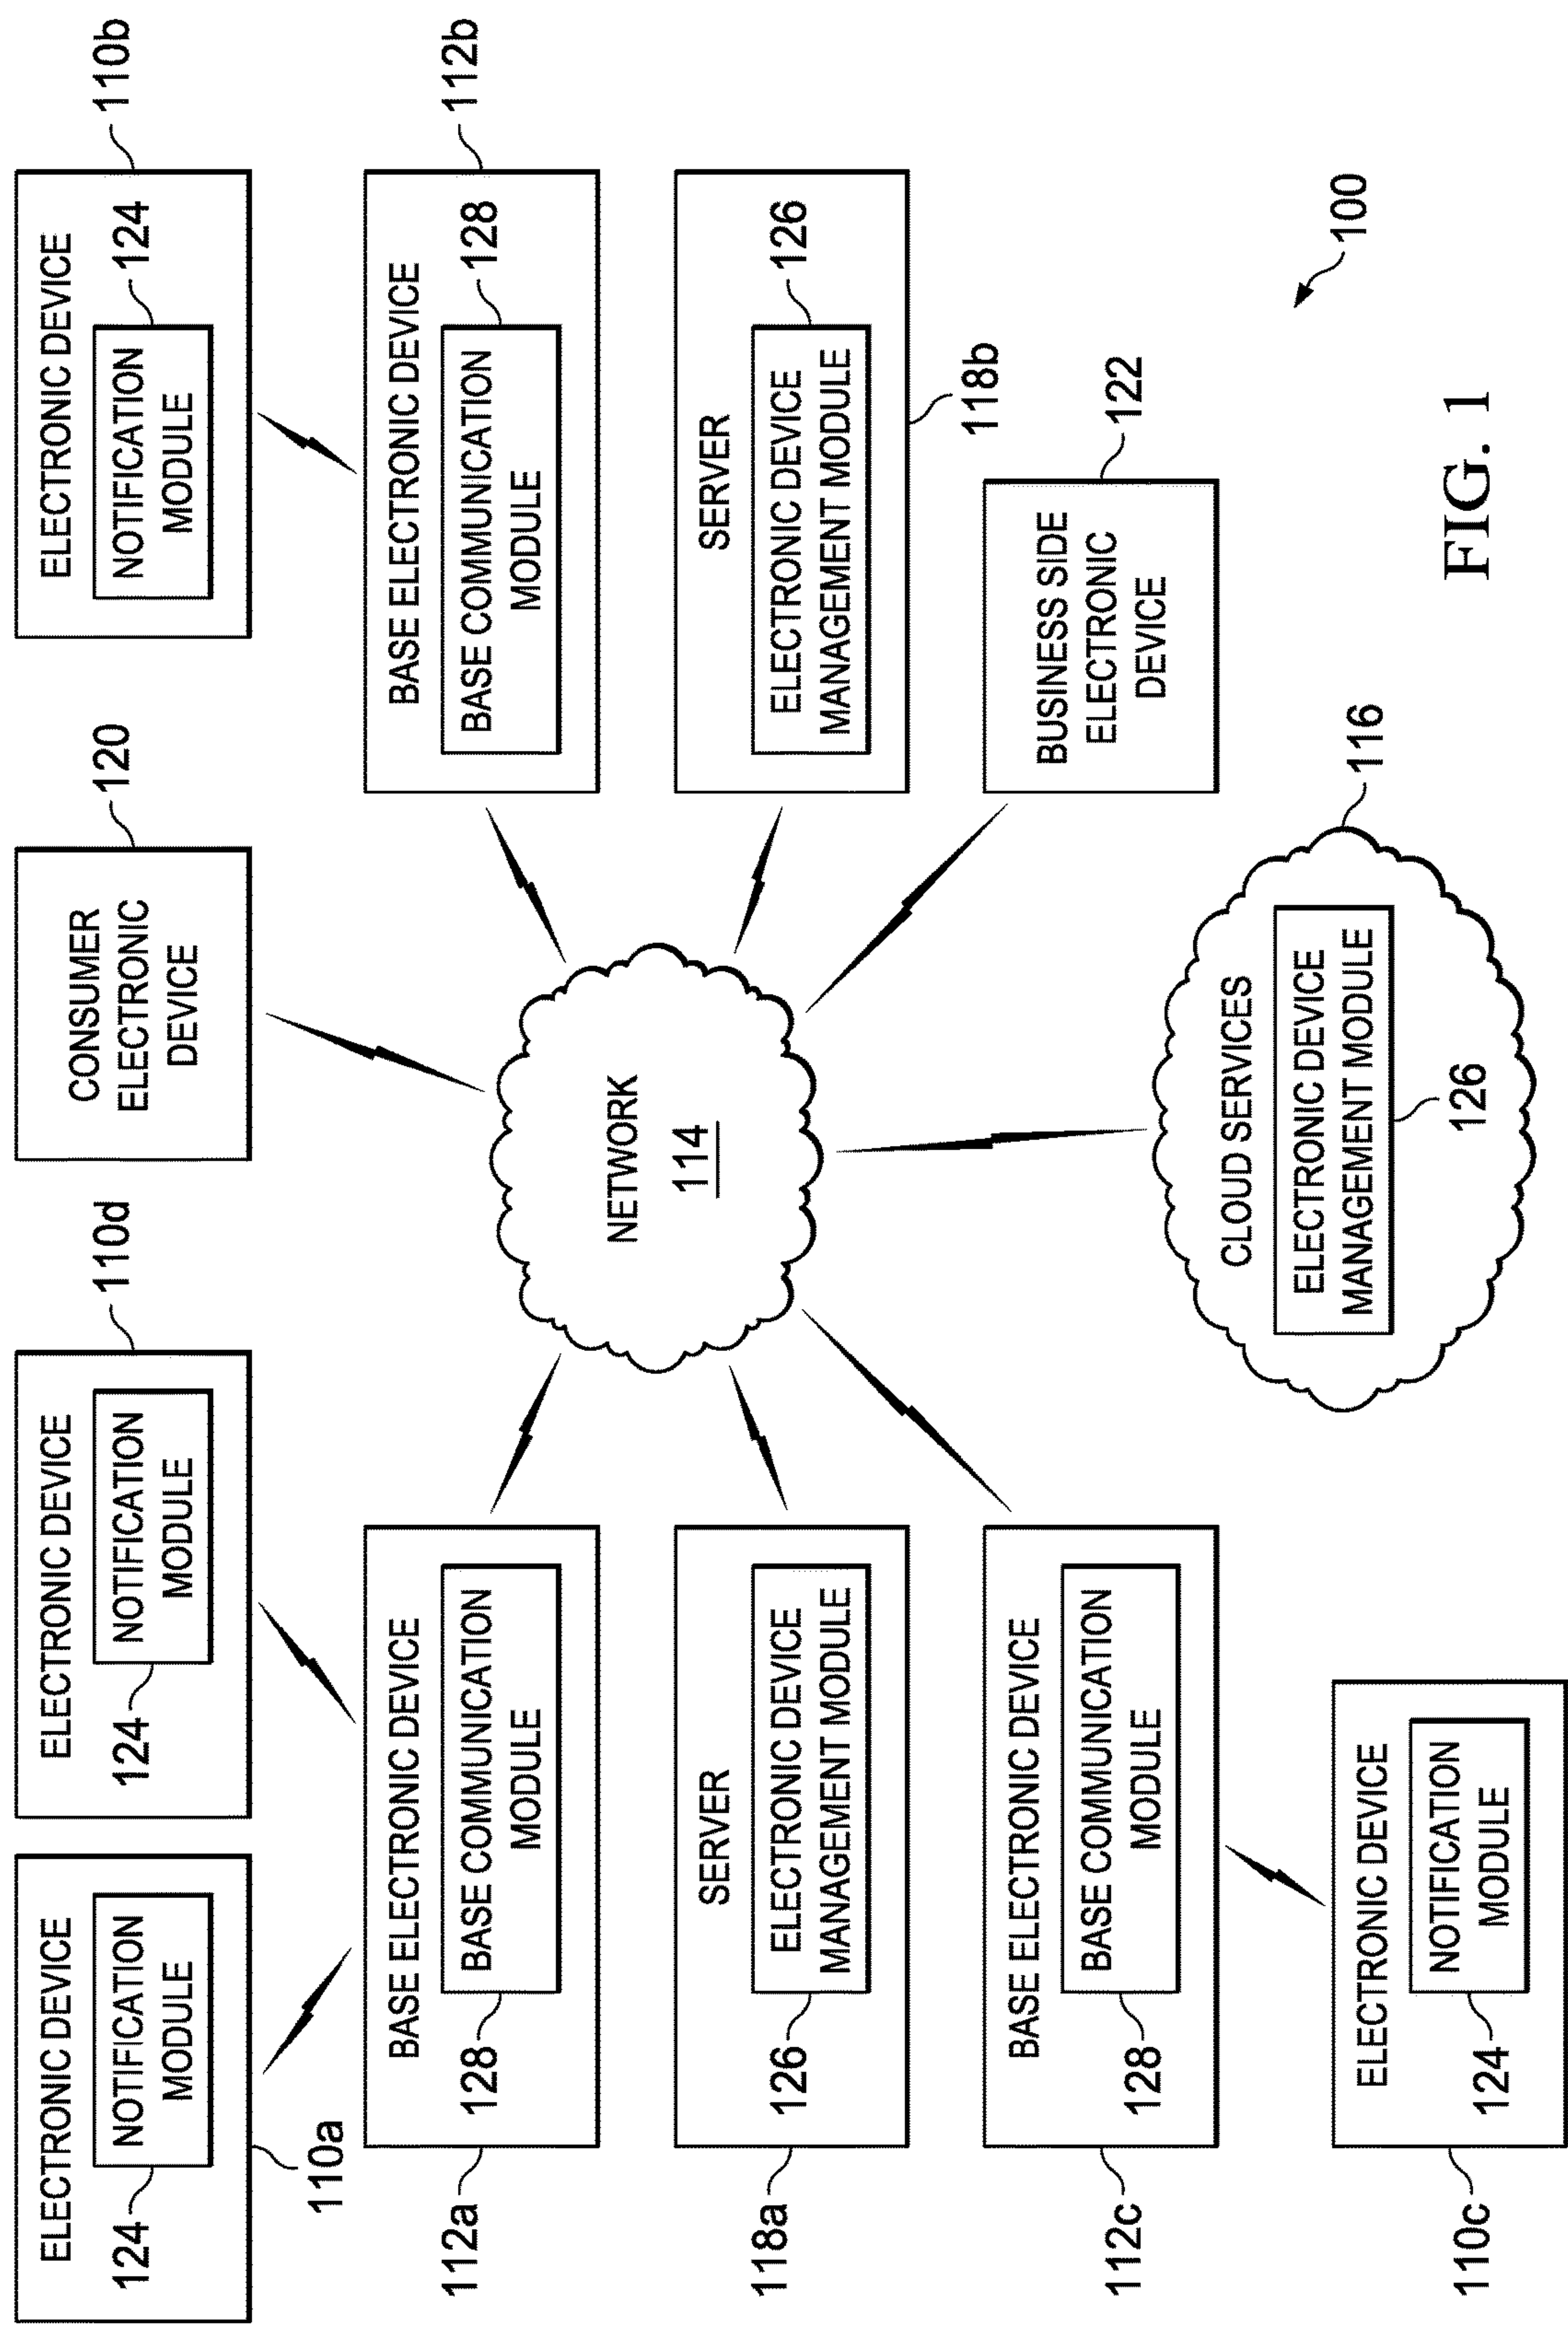 ELECTRONIC DEVICE
NOTIFICATION
MODULE
124
110a
ELECTRONIC DEVICE
NOTIFICATION
MODULE
124
110d
CONSUMER
ELECTRONIC
DEVICE
120
ELECTRONIC DEVICE
NOTIFICATION
MODULE
124
110b
BASE ELECTRONIC DEVICE
BASE COMMUNICATION
MODULE
128
112a
NETWORK
114
BASE ELECTRONIC DEVICE
BASE COMMUNICATION
MODULE
128
112b
SERVER
ELECTRONIC DEVICE
MANAGEMENT MODULE
126
118a
SERVER
ELECTRONIC DEVICE
MANAGEMENT MODULE
126
118b
BASE ELECTRONIC DEVICE
BASE COMMUNICATION
MODULE
128
112c
BUSINESS SIDE
ELECTRONIC
DEVICE
122
CLOUD SERVICES
ELECTRONIC DEVICE
MANAGEMENT MODULE
126
116
ELECTRONIC DEVICE
NOTIFICATION
MODULE
124
110c
100
FIG. 1